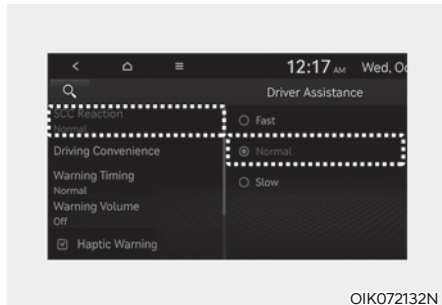 12:17 AM Wed, Oc
Driver Assistance
SCC Reaction
Normal
Driving Convenience
Warning Timing
Normal
Warning Volume
Off
Haptic Warning
Fast
Normal
Slow
OIK072132N